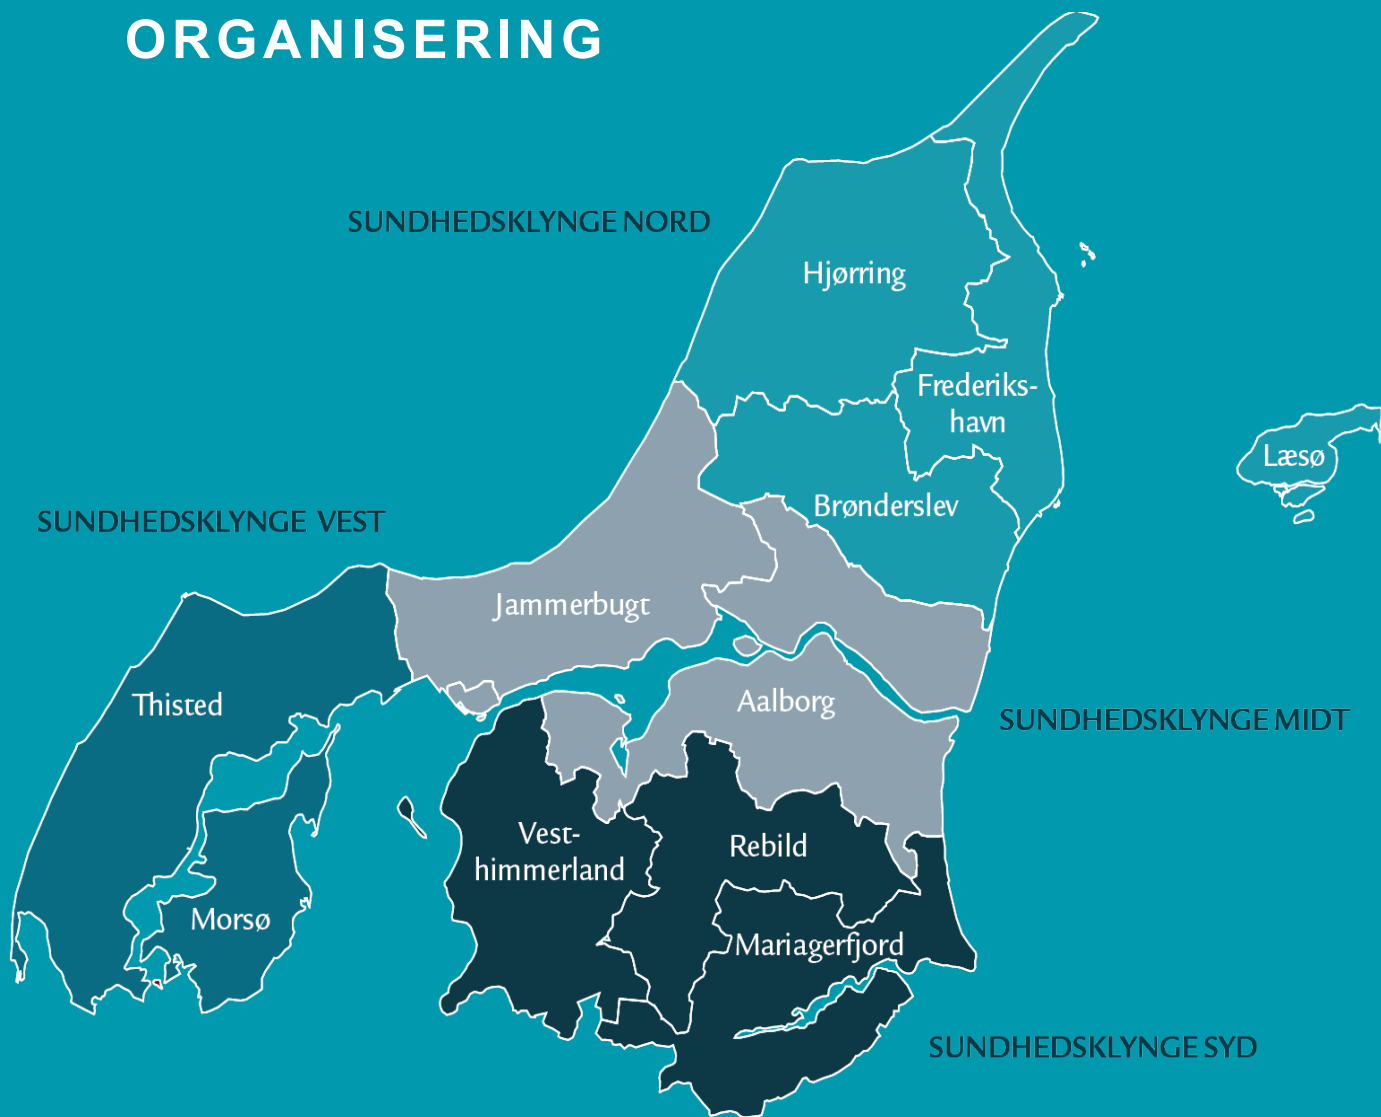 ORGANISERING
SUNDHEDSKLYNGE NORD
Hjørring
Frederiks-
havn
Læsø
Brønderslev
SUNDHEDSKLYNGE VEST
Jammerbugt
Thisted
Aalborg
SUNDHEDSKLYNGE MIDT
Vest-
himmerland
Rebild
Morsø
Mariagerfjord
SUNDHEDSKLYNGE SYD